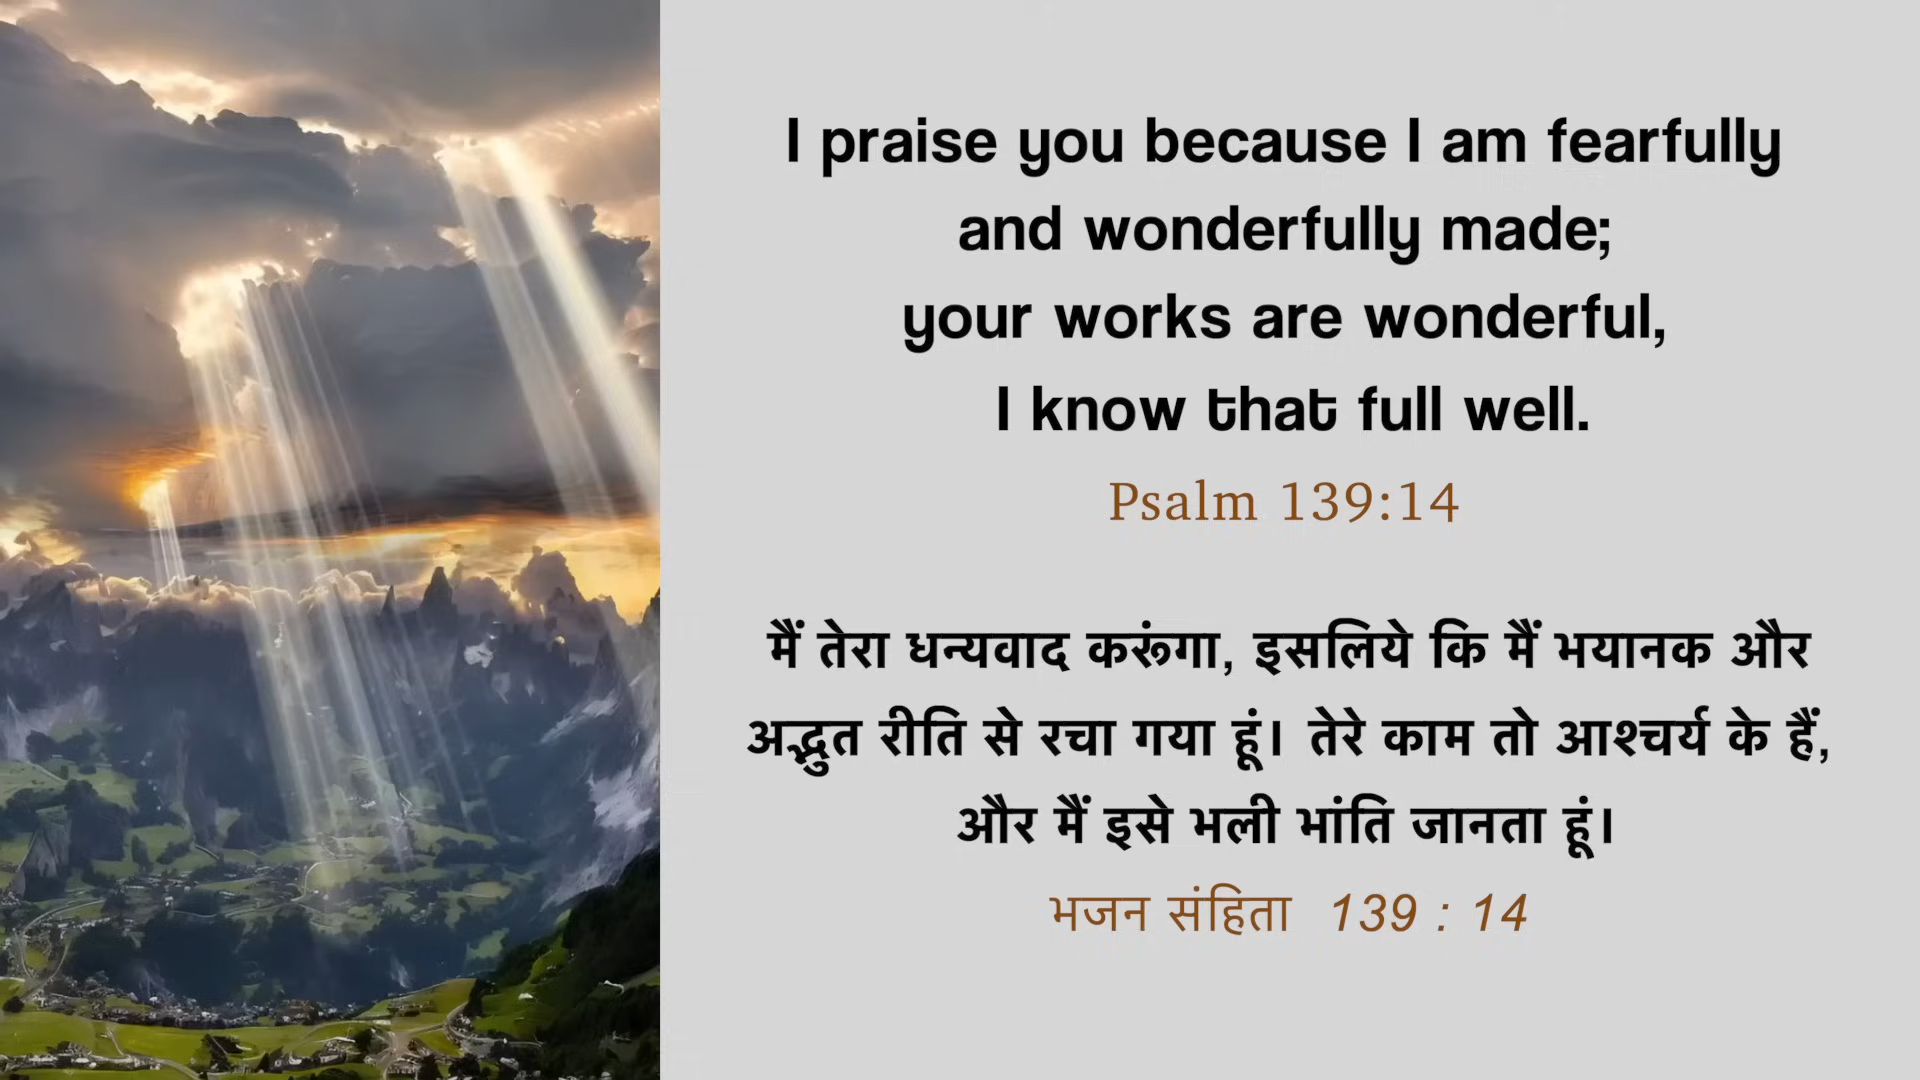 I praise you because I am fearfully
and wonderfully made;
your works are wonderful,
I know that full well.
Psalm 139:14
मैं तेरा धन्यवाद करूंगा, इसलिये कि मैं भयानक और
अद्भुत रीति से रचा गया हूं। तेरे काम तो आश्चर्य के हैं,
और मैं इसे भली भांति जानता हूं।
भजन संहिता 139 : 14